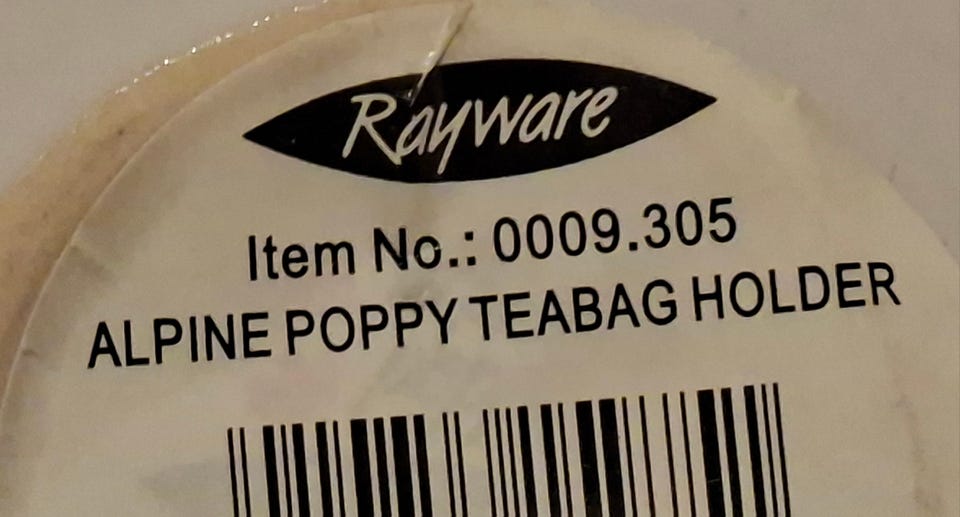 Rayware
Item No.: 0009.305
ALPINE POPPY TEABAG HOLDER